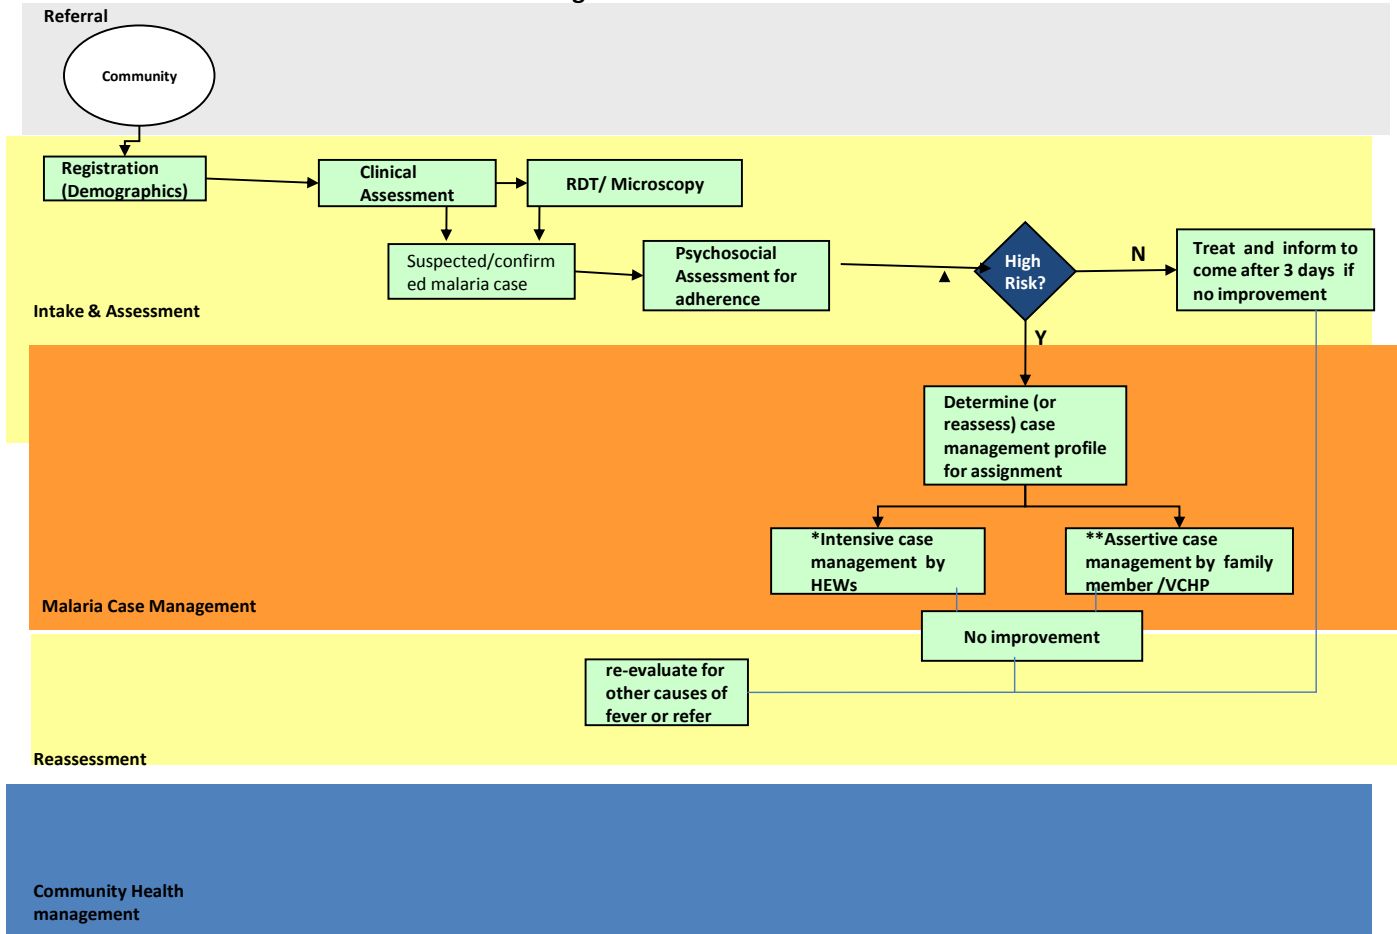 Referral
Community
Registration
(Demographics)
Clinical
Assessment
RDT/ Microscopy
Suspected/confirm
ed malaria case
Psychosocial
Assessment for
adherence
High
Risk?
N
Treat and inform to
come after 3 days if
no improvement
Intake & Assessment
Y
Determine (or
reassess) case
management profile
for assignment
*Intensive case
management by
HEWs
**Assertive case
management by family
member /VCHP
Malaria Case Management
No improvement
re-evaluate for
other causes of
fever or refer
Reassessment
Community Health
management